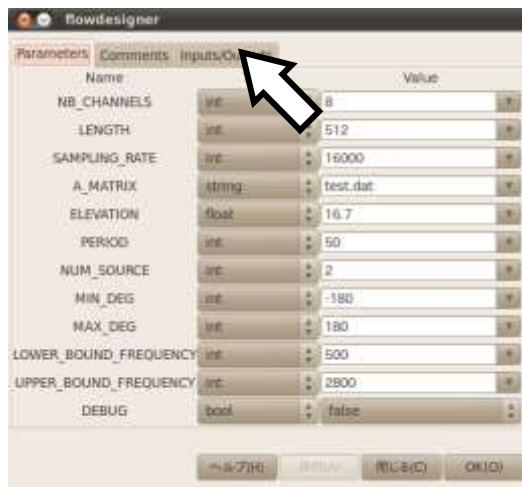 flowdesigner
Parameters Comments Inputs/Outputs
Name Value
NB_CHANNELS int 8
LENGTH int 512
SAMPLING_RATE int 16000
A_MATRIX string test.dat
ELEVATION float 16.7
PERIOD int 50
NUM_SOURCE int 2
MIN_DEG int -180
MAX_DEG int 180
LOWER_BOUND_FREQUENCY int 500
UPPER_BOUND_FREQUENCY int 2800
DEBUG bool false
ヘルプ(H) 閉じる(C) OK(O)